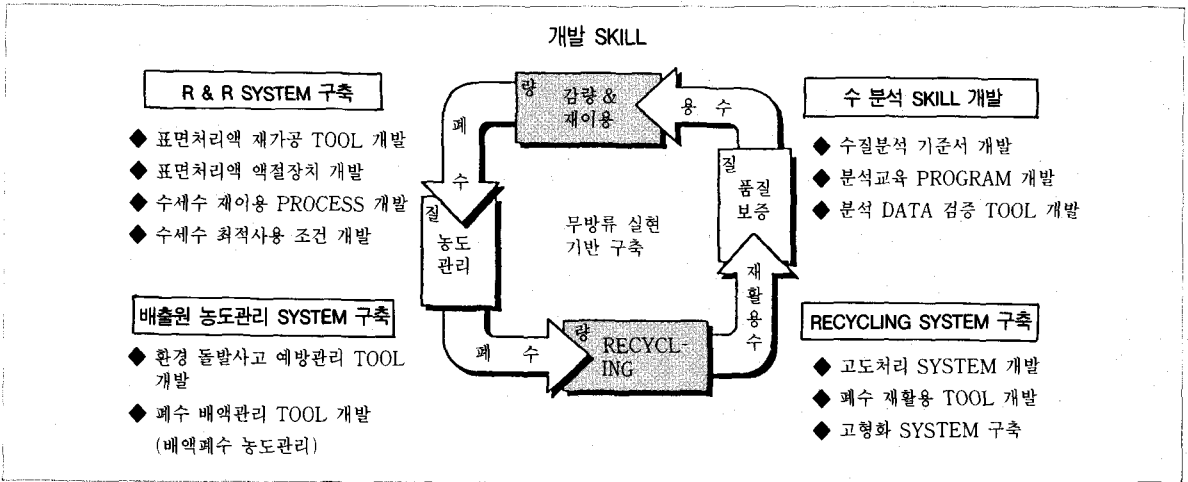 개발 SKILL
R & R SYSTEM 구축
◆ 표면처리액 재가공 TOOL 개발
◆ 표면처리액 액절장치 개발
◆ 수세수 재이용 PROCESS 개발
◆ 수세수 최적사용 조건 개발
량
감량 &
재이용
용 수
폐
수
수 분석 SKILL 개발
◆ 수질분석 기준서 개발
◆ 분석교육 PROGRAM 개발
◆ 분석 DATA 검증 TOOL 개발
질
품질
보증
질
농도
관리
무방류 실현
기반 구축
재
활
용
수
배출원 농도관리 SYSTEM 구축
◆ 환경 돌발사고 예방관리 TOOL
개발
◆ 폐수 배액관리 TOOL 개발
(배액폐수 농도관리)
폐 수
량
RECYCL-
ING
RECYCLING SYSTEM 구축
◆ 고도처리 SYSTEM 개발
◆ 폐수 재활용 TOOL 개발
◆ 고형화 SYSTEM 구축